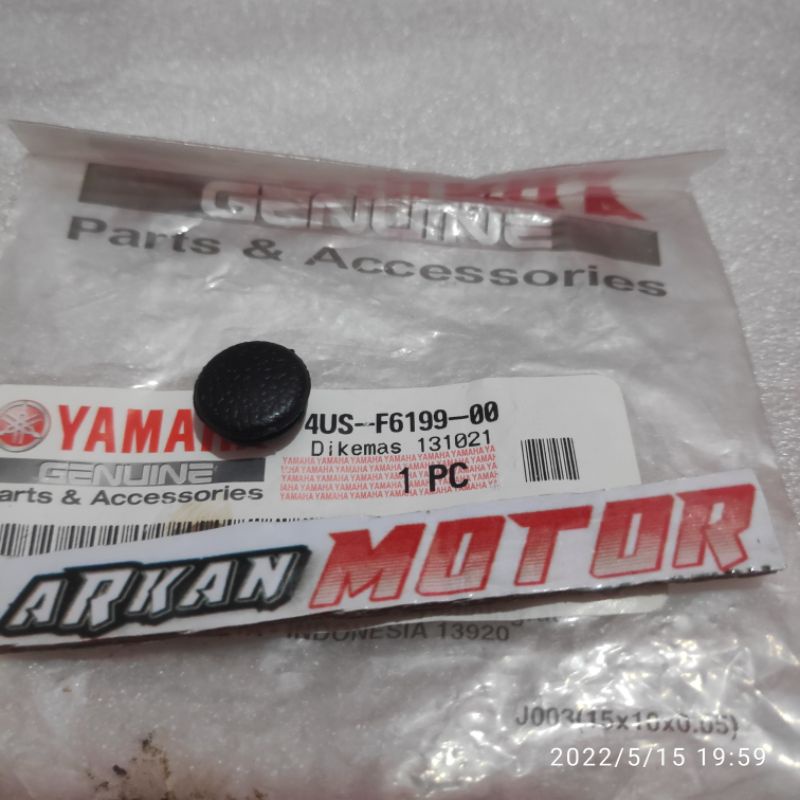 GENUINE
Parts & Accessories
YAMAHA
4US-F6199-00
Dikemas 131021
GENUINE
Parts & Accessories
1 PC
ARKAN MOTOR
INDONESIA 13920
J003(15x10x0.05)
2022/5/15 19:59